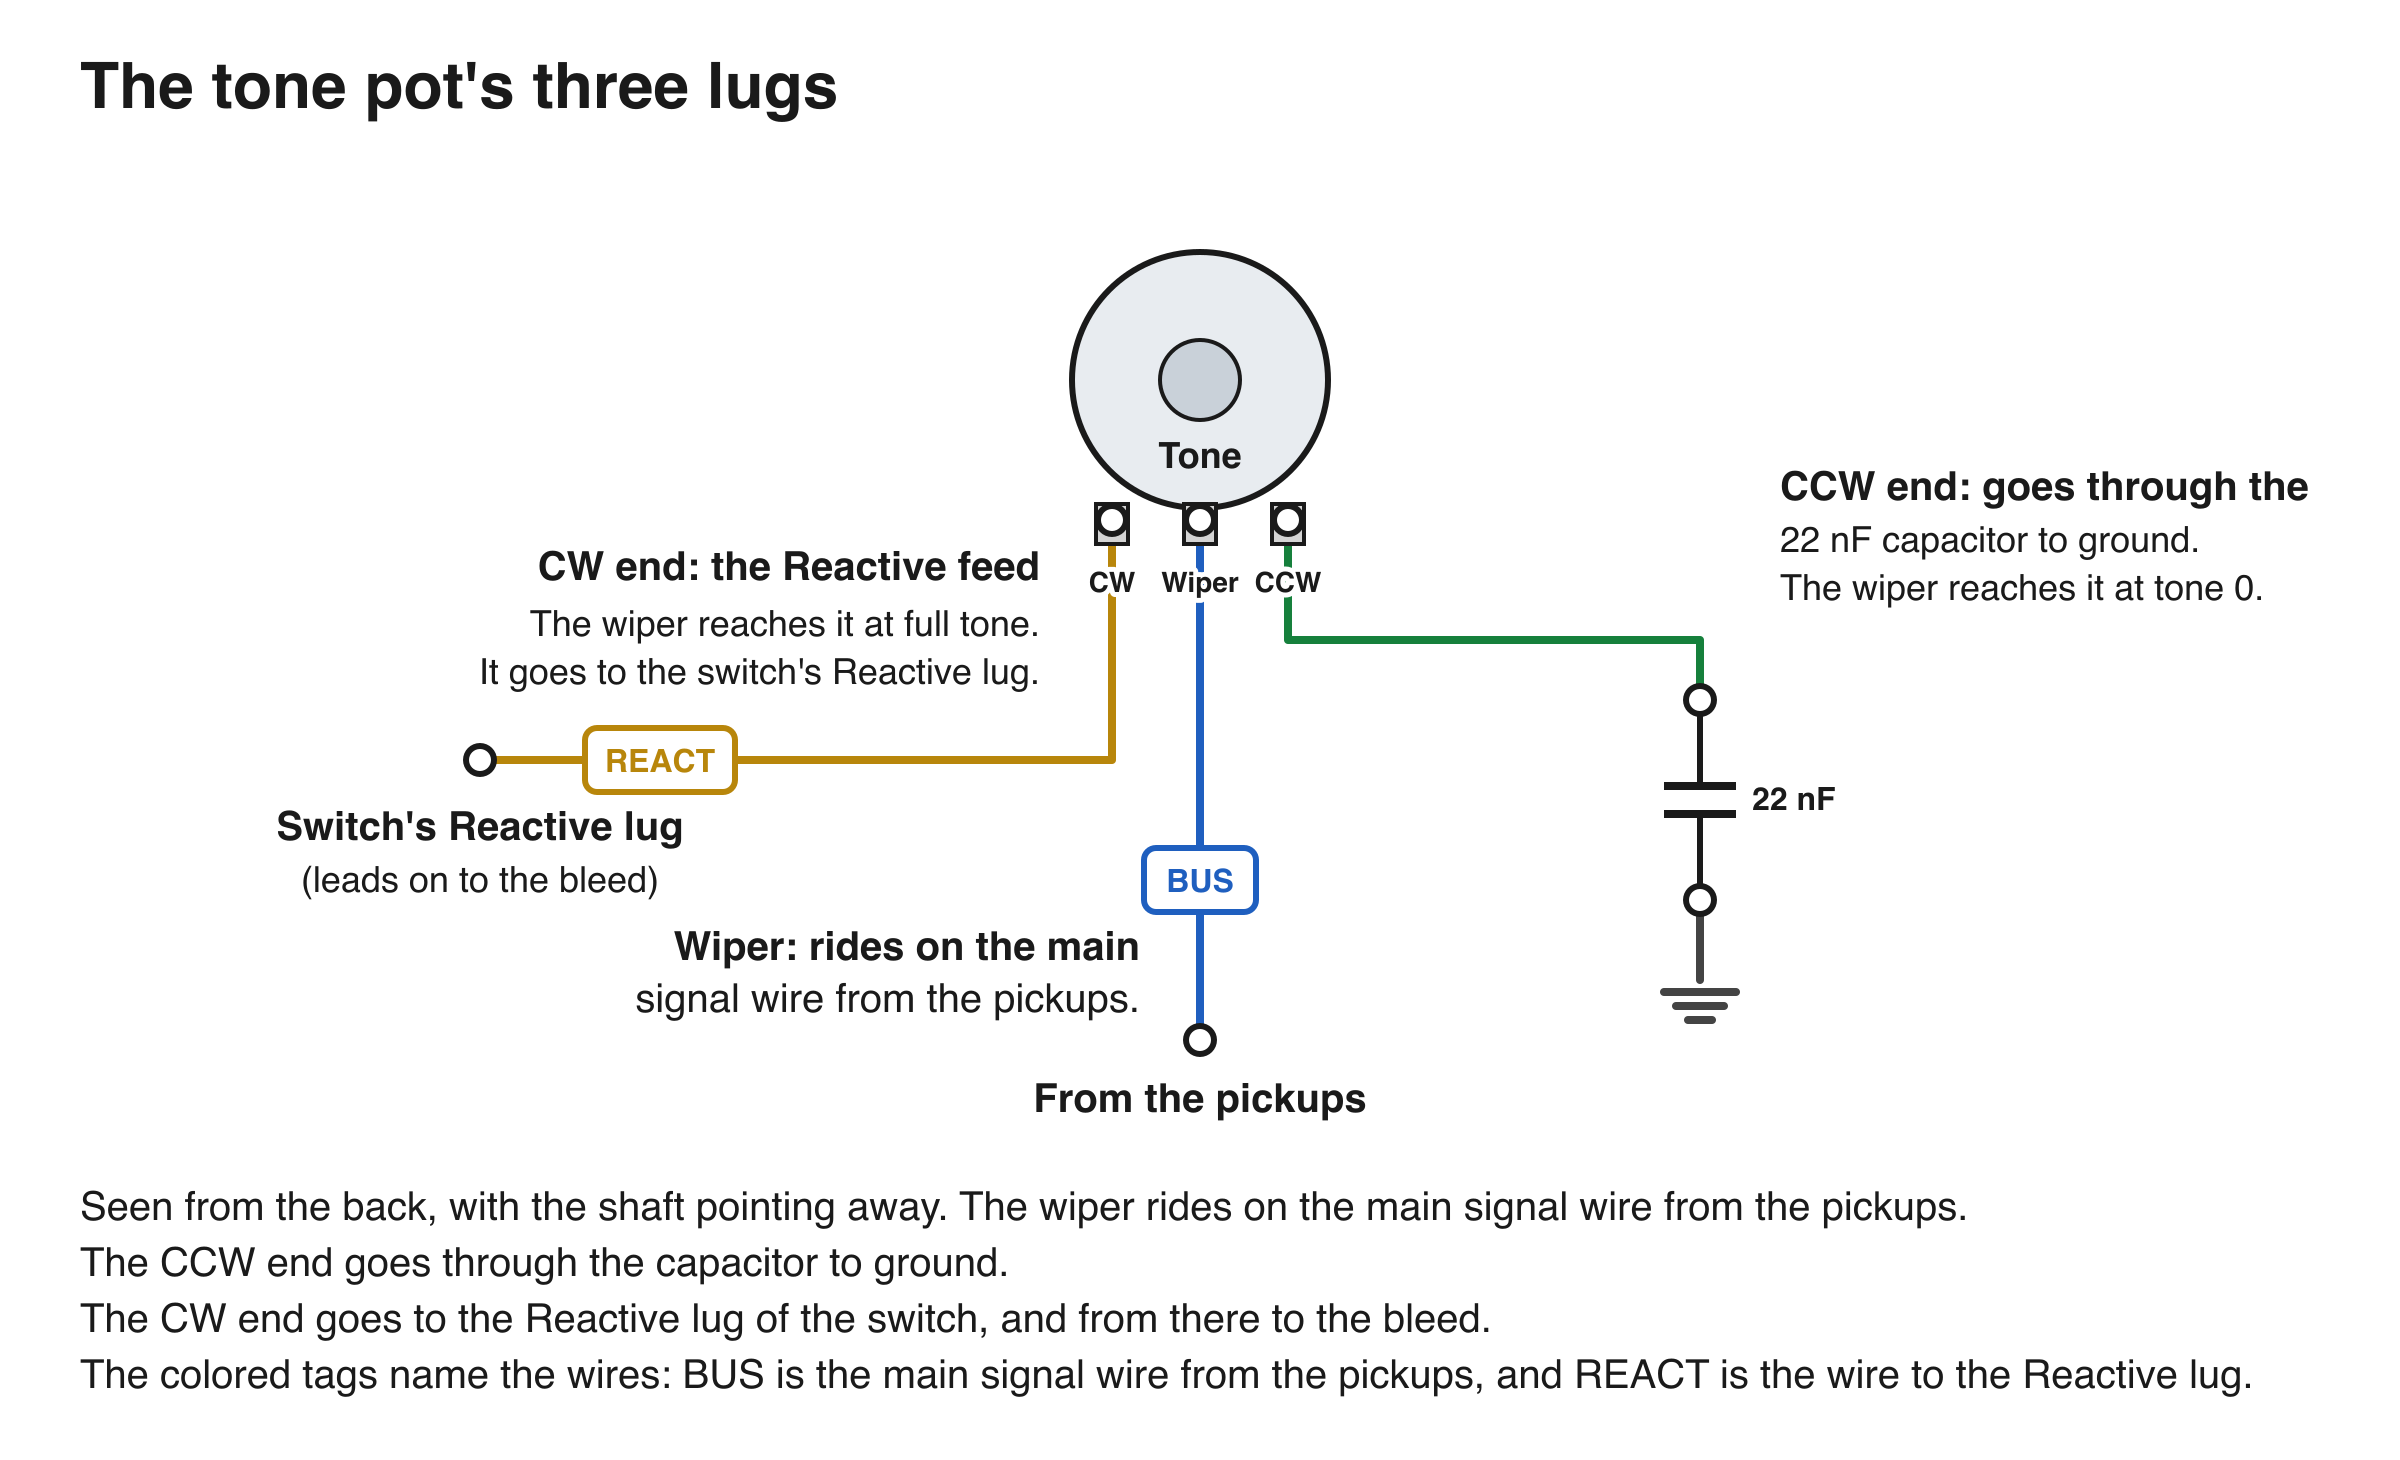 The tone pot's three lugs
Tone
CW Wiper CCW
CW end: the Reactive feed
The wiper reaches it at full tone.
It goes to the switch's Reactive lug.
CCW end: goes through the
22 nF capacitor to ground.
The wiper reaches it at tone 0.
REACT
Switch's Reactive lug
(leads on to the bleed)
22 nF
BUS
Wiper: rides on the main
signal wire from the pickups.
From the pickups
Seen from the back, with the shaft pointing away. The wiper rides on the main signal wire from the pickups.
The CCW end goes through the capacitor to ground.
The CW end goes to the Reactive lug of the switch, and from there to the bleed.
The colored tags name the wires: BUS is the main signal wire from the pickups, and REACT is the wire to the Reactive lug.